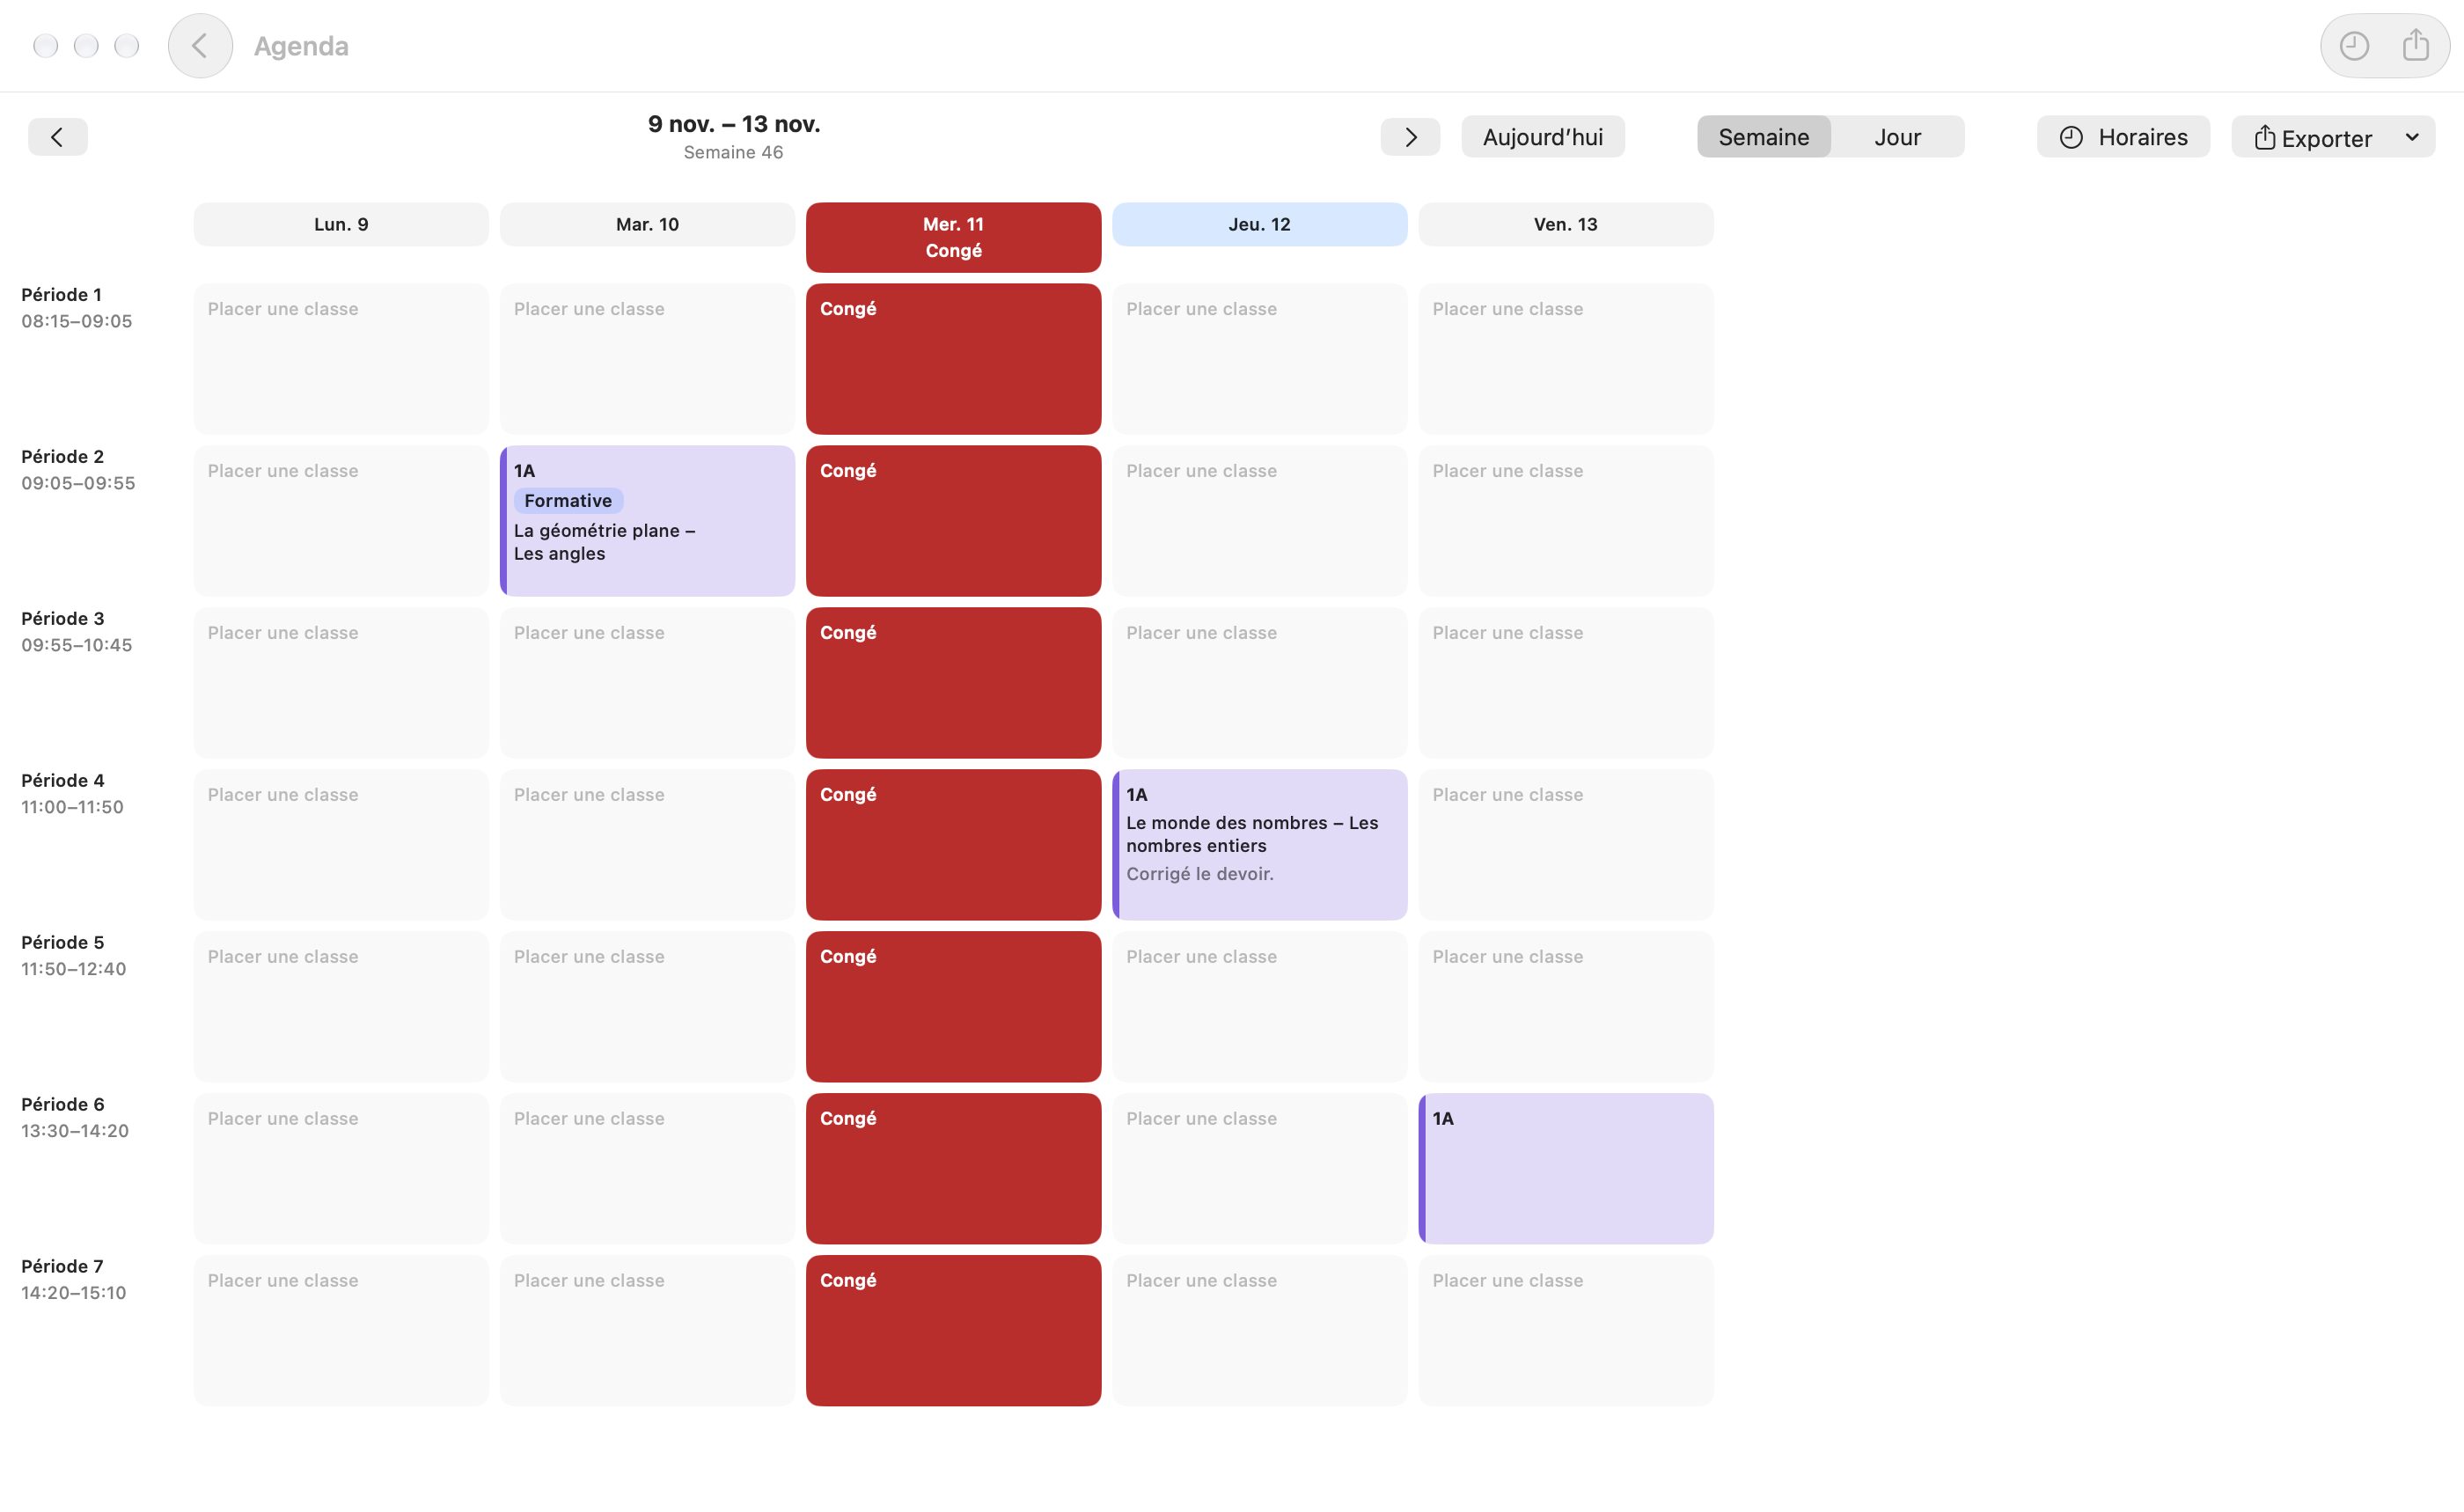 Agenda
9 nov. – 13 nov.
Semaine 46
Aujourd'hui
Semaine
Jour
Horaires
Exporter
Lun. 9
Mar. 10
Mer. 11
Congé
Jeu. 12
Ven. 13
Période 1
08:15–09:05
Placer une classe
Placer une classe
Congé
Placer une classe
Placer une classe
Période 2
09:05–09:55
Placer une classe
1A
Formative
La géométrie plane –
Les angles
Congé
Placer une classe
Placer une classe
Période 3
09:55–10:45
Placer une classe
Placer une classe
Congé
Placer une classe
Placer une classe
Période 4
11:00–11:50
Placer une classe
Placer une classe
Congé
1A
Le monde des nombres – Les
nombres entiers
Corrigé le devoir.
Placer une classe
Période 5
11:50–12:40
Placer une classe
Placer une classe
Congé
Placer une classe
Placer une classe
Période 6
13:30–14:20
Placer une classe
Placer une classe
Congé
Placer une classe
1A
Période 7
14:20–15:10
Placer une classe
Placer une classe
Congé
Placer une classe
Placer une classe